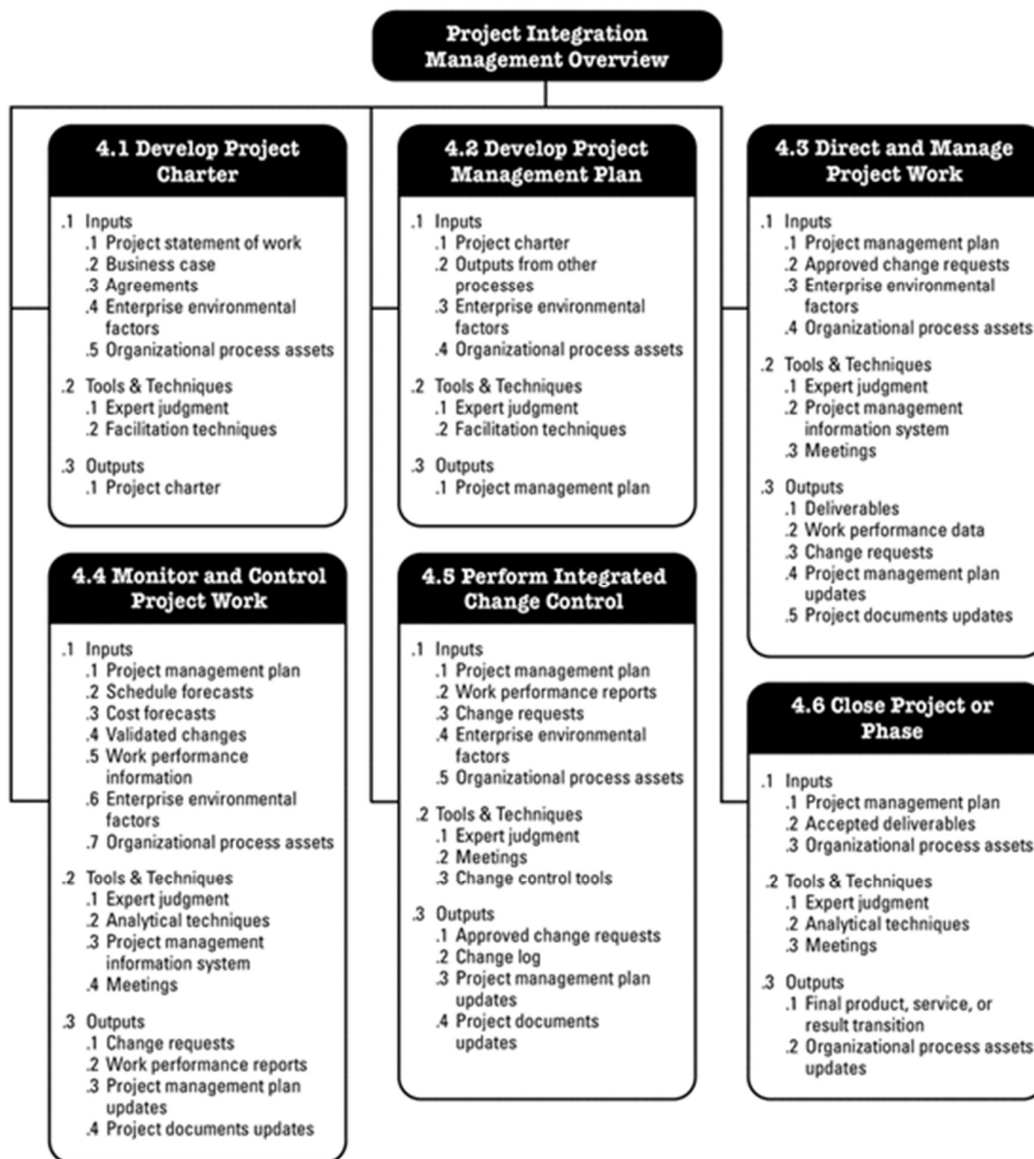 Project Integration
Management Overview
4.1 Develop Project
Charter
.1 Inputs
.1 Project statement of work
.2 Business case
.3 Agreements
.4 Enterprise environmental
factors
.5 Organizational process assets
.2 Tools & Techniques
.1 Expert judgment
.2 Facilitation techniques
.3 Outputs
.1 Project charter
4.2 Develop Project
Management Plan
.1 Inputs
.1 Project charter
.2 Outputs from other
processes
.3 Enterprise environmental
factors
.4 Organizational process assets
.2 Tools & Techniques
.1 Expert judgment
.2 Facilitation techniques
.3 Outputs
.1 Project management plan
4.3 Direct and Manage
Project Work
.1 Inputs
.1 Project management plan
.2 Approved change requests
.3 Enterprise environmental
factors
.4 Organizational process assets
.2 Tools & Techniques
.1 Expert judgment
.2 Project management
information system
.3 Meetings
.3 Outputs
.1 Deliverables
.2 Work performance data
.3 Change requests
.4 Project management plan
updates
.5 Project documents updates
4.4 Monitor and Control
Project Work
.1 Inputs
.1 Project management plan
.2 Schedule forecasts
.3 Cost forecasts
.4 Validated changes
.5 Work performance
information
.6 Enterprise environmental
factors
.7 Organizational process assets
.2 Tools & Techniques
.1 Expert judgment
.2 Analytical techniques
.3 Project management
information system
.4 Meetings
.3 Outputs
.1 Change requests
.2 Work performance reports
.3 Project management plan
updates
.4 Project documents updates
4.5 Perform Integrated
Change Control
.1 Inputs
.1 Project management plan
.2 Work performance reports
.3 Change requests
.4 Enterprise environmental
factors
.5 Organizational process assets
.2 Tools & Techniques
.1 Expert judgment
.2 Meetings
.3 Change control tools
.3 Outputs
.1 Approved change requests
.2 Change log
.3 Project management plan
updates
.4 Project documents
updates
4.6 Close Project or
Phase
.1 Inputs
.1 Project management plan
.2 Accepted deliverables
.3 Organizational process assets
.2 Tools & Techniques
.1 Expert judgment
.2 Analytical techniques
.3 Meetings
.3 Outputs
.1 Final product, service, or
result transition
.2 Organizational process assets
updates